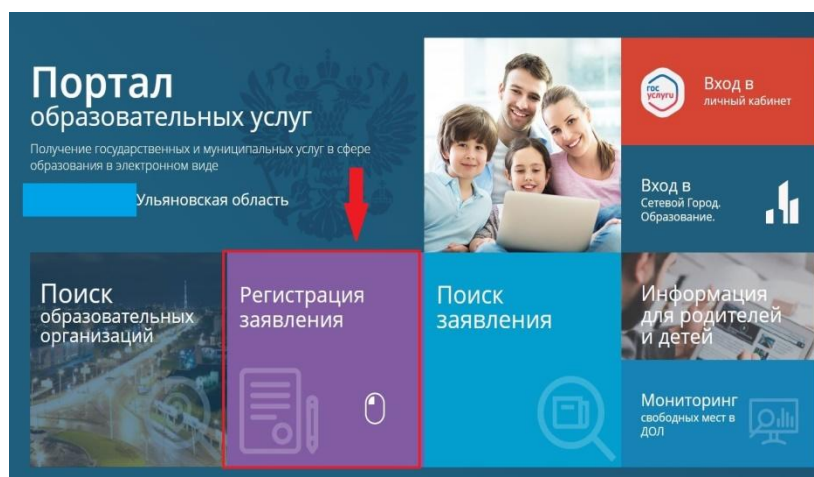 Портал
образовательных услуг
Получение государственных и муниципальных услуг в сфере
образования в электронном виде
Ульяновская область
гос
услуги
Вход в
личный кабинет
Вход в
Сетевой Город.
Образование.
Поиск
образовательных
организаций
Регистрация
заявления
Поиск
заявления
Информация
для родителей
и детей
Мониторинг
свободных мест в
ДОЛ